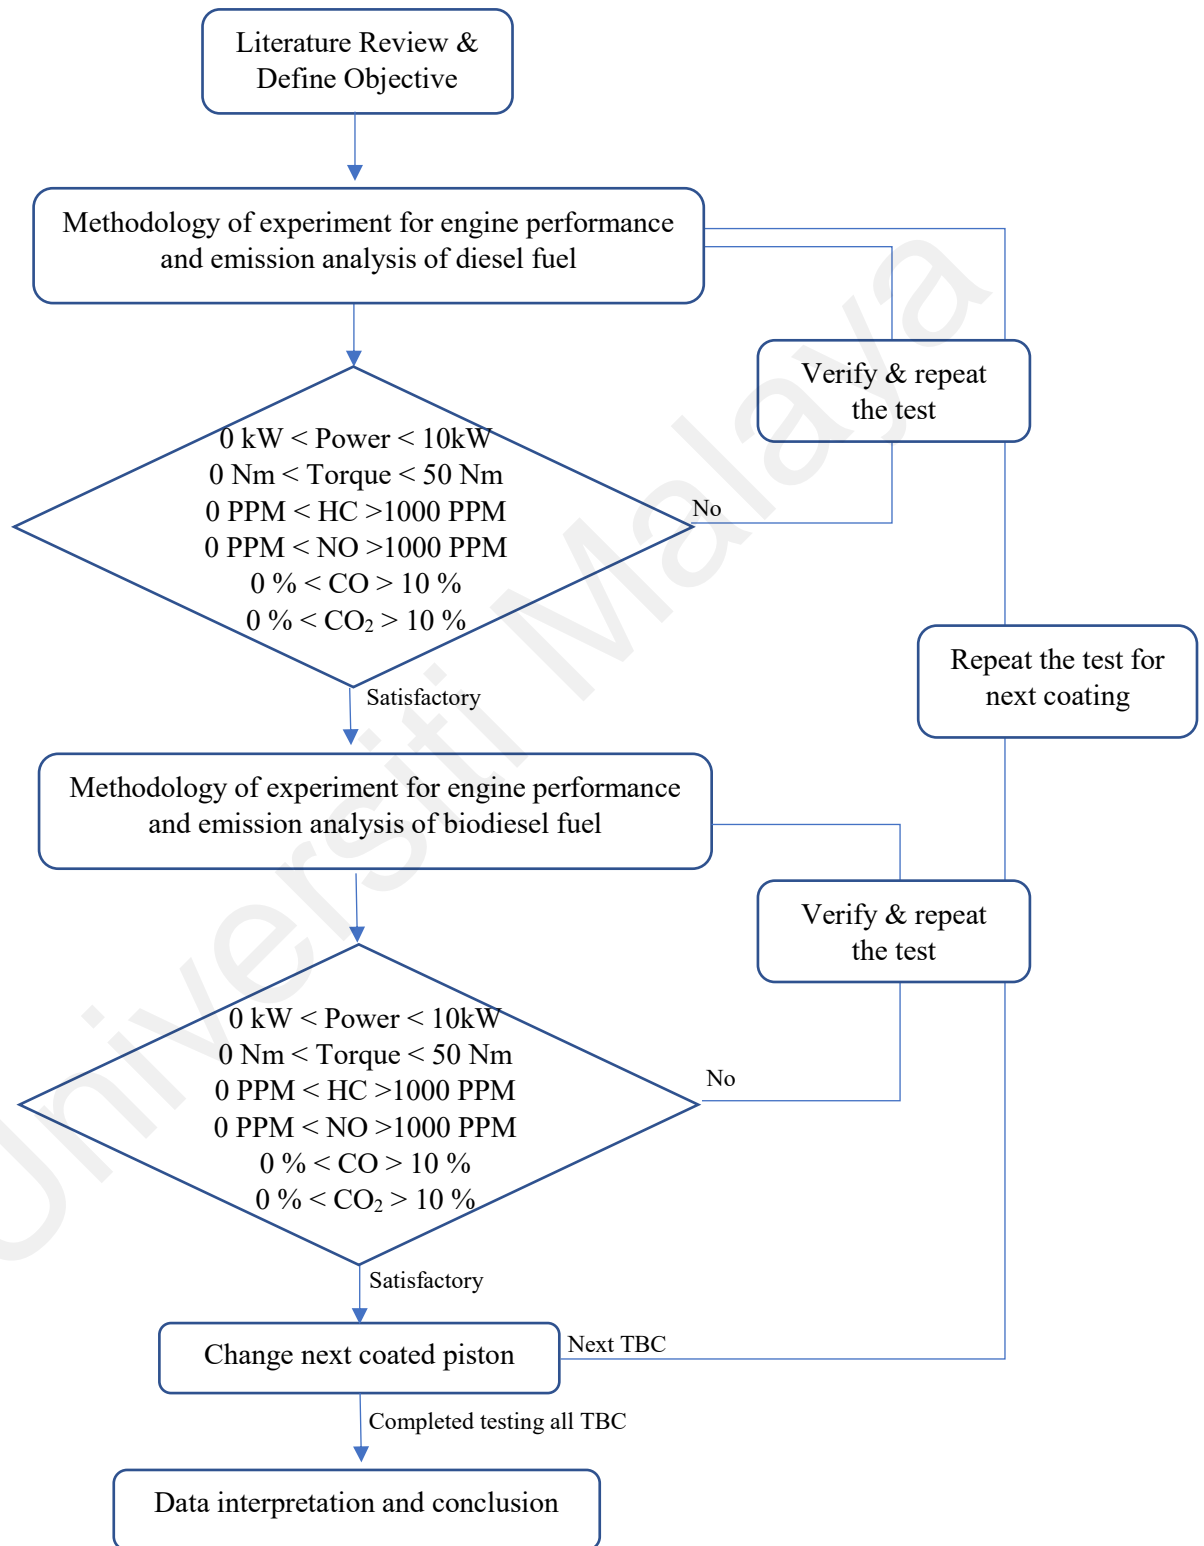 Literature Review &
Define Objective
Methodology of experiment for engine performance
and emission analysis of diesel fuel
Verify & repeat
the test
0 kW < Power < 10kW
0 Nm < Torque < 50 Nm
0 PPM < HC >1000 PPM
0 PPM < NO >1000 PPM
0 % < CO > 10 %
0 % < CO₂ > 10 %
No
Repeat the test for
next coating
Satisfactory
Methodology of experiment for engine performance
and emission analysis of biodiesel fuel
Verify & repeat
the test
0 kW < Power < 10kW
0 Nm < Torque < 50 Nm
0 PPM < HC >1000 PPM
0 PPM < NO >1000 PPM
0 % < CO > 10 %
0 % < CO₂ > 10 %
No
Satisfactory
Change next coated piston
Next TBC
Completed testing all TBC
Data interpretation and conclusion
Universiti Malaya